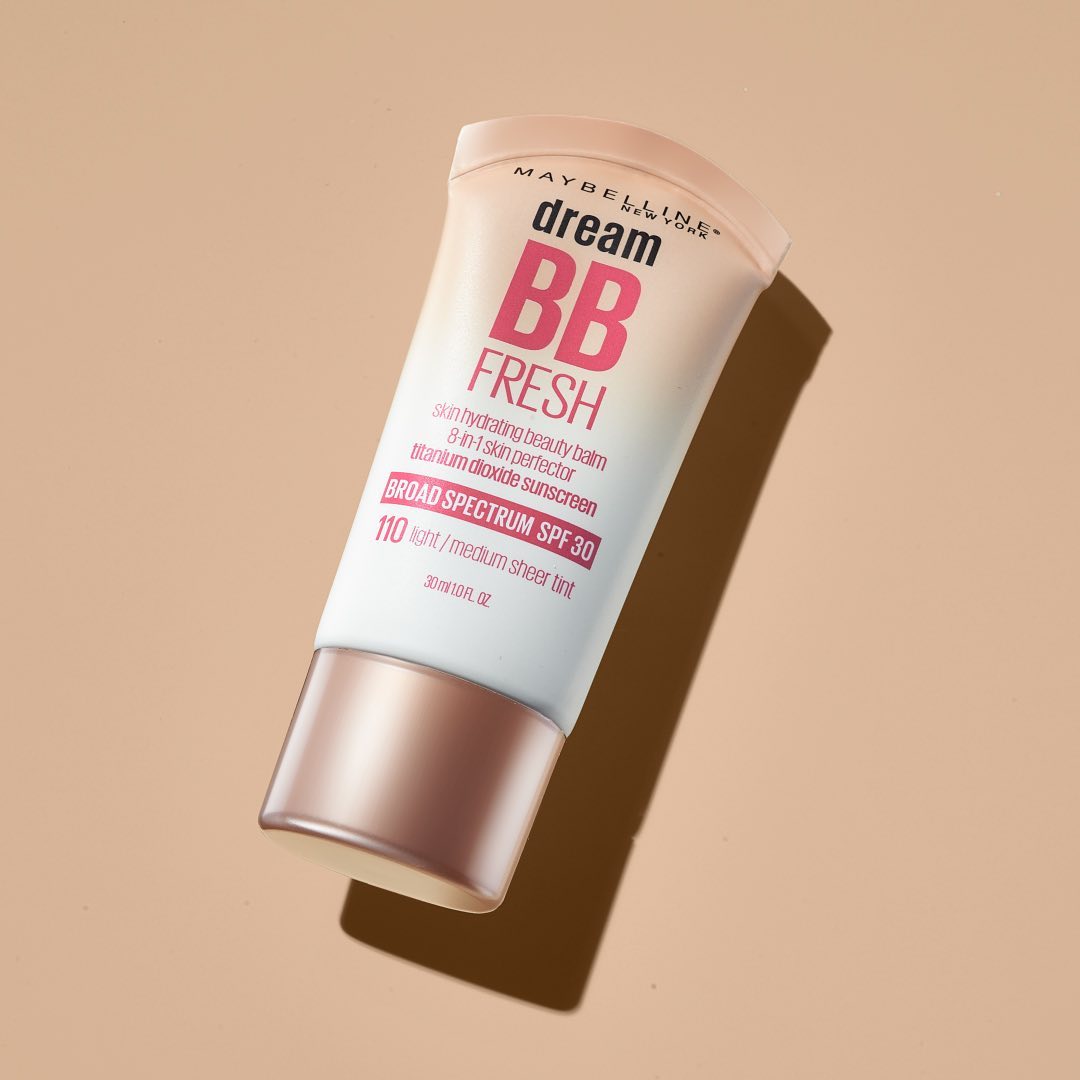 MAYBELLINE®
NEW YORK
dream
BB
FRESH
skin hydrating beauty balm
8-in-1 skin perfector
titanium dioxide sunscreen
BROAD SPECTRUM SPF 30
110 light / medium sheer tint
30 ml/1.0 FL. OZ.